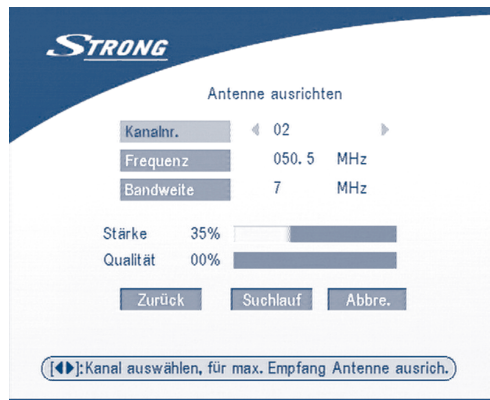 STRONG
Antenne ausrichten
Kanalnr. 02
Frequenz 050.5 MHz
Bandweite 7 MHz
Stärke 35%
Qualität 00%
Zurück Suchlauf Abbre.
[◀▶]:Kanal auswählen, für max. Empfang Antenne ausrich.)